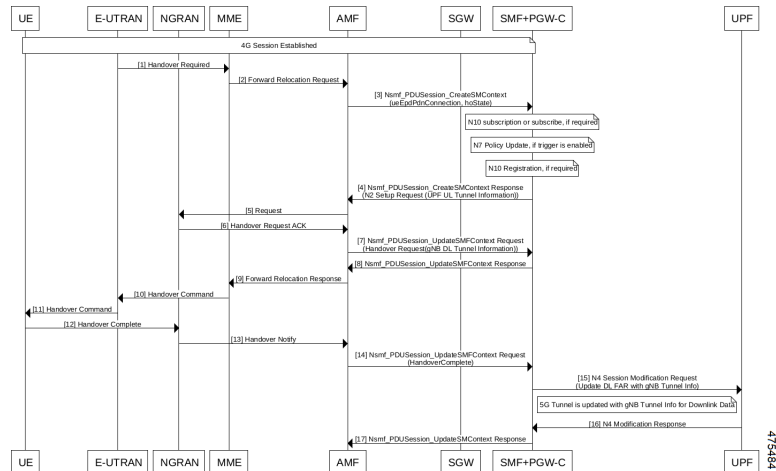 UE E-UTRAN NGRAN MME AMF SGW SMF+PGW-C UPF
4G Session Established
[1] Handover Required
[2] Forward Relocation Request
[3] Nsmf_PDUSession_CreateSMContext
(ueEpdPdnConnection, hoState)
N10 subscription or subscribe, if required
N7 Policy Update, if trigger is enabled
N10 Registration, if required
[4] Nsmf_PDUSession_CreateSMContext Response
(N2 Setup Request (UPF UL Tunnel Information))
[5] Request
[6] Handover Request ACK
[7] Nsmf_PDUSession_UpdateSMFContext Request
(Handover Request(gNB DL Tunnel Information))
[8] Nsmf_PDUSession_UpdateSMFContext Response
[9] Forward Relocation Response
[10] Handover Command
[11] Handover Command
[12] Handover Complete
[13] Handover Notify
[14] Nsmf_PDUSession_UpdateSMFContext Request
(HandoverComplete)
[15] N4 Session Modification Request
(Update DL FAR with gNB Tunnel Info)
5G Tunnel is updated with gNB Tunnel Info for Downlink Data
[16] N4 Modification Response
[17] Nsmf_PDUSession_UpdateSMContext Response
UE E-UTRAN NGRAN MME AMF SGW SMF+PGW-C UPF
475484